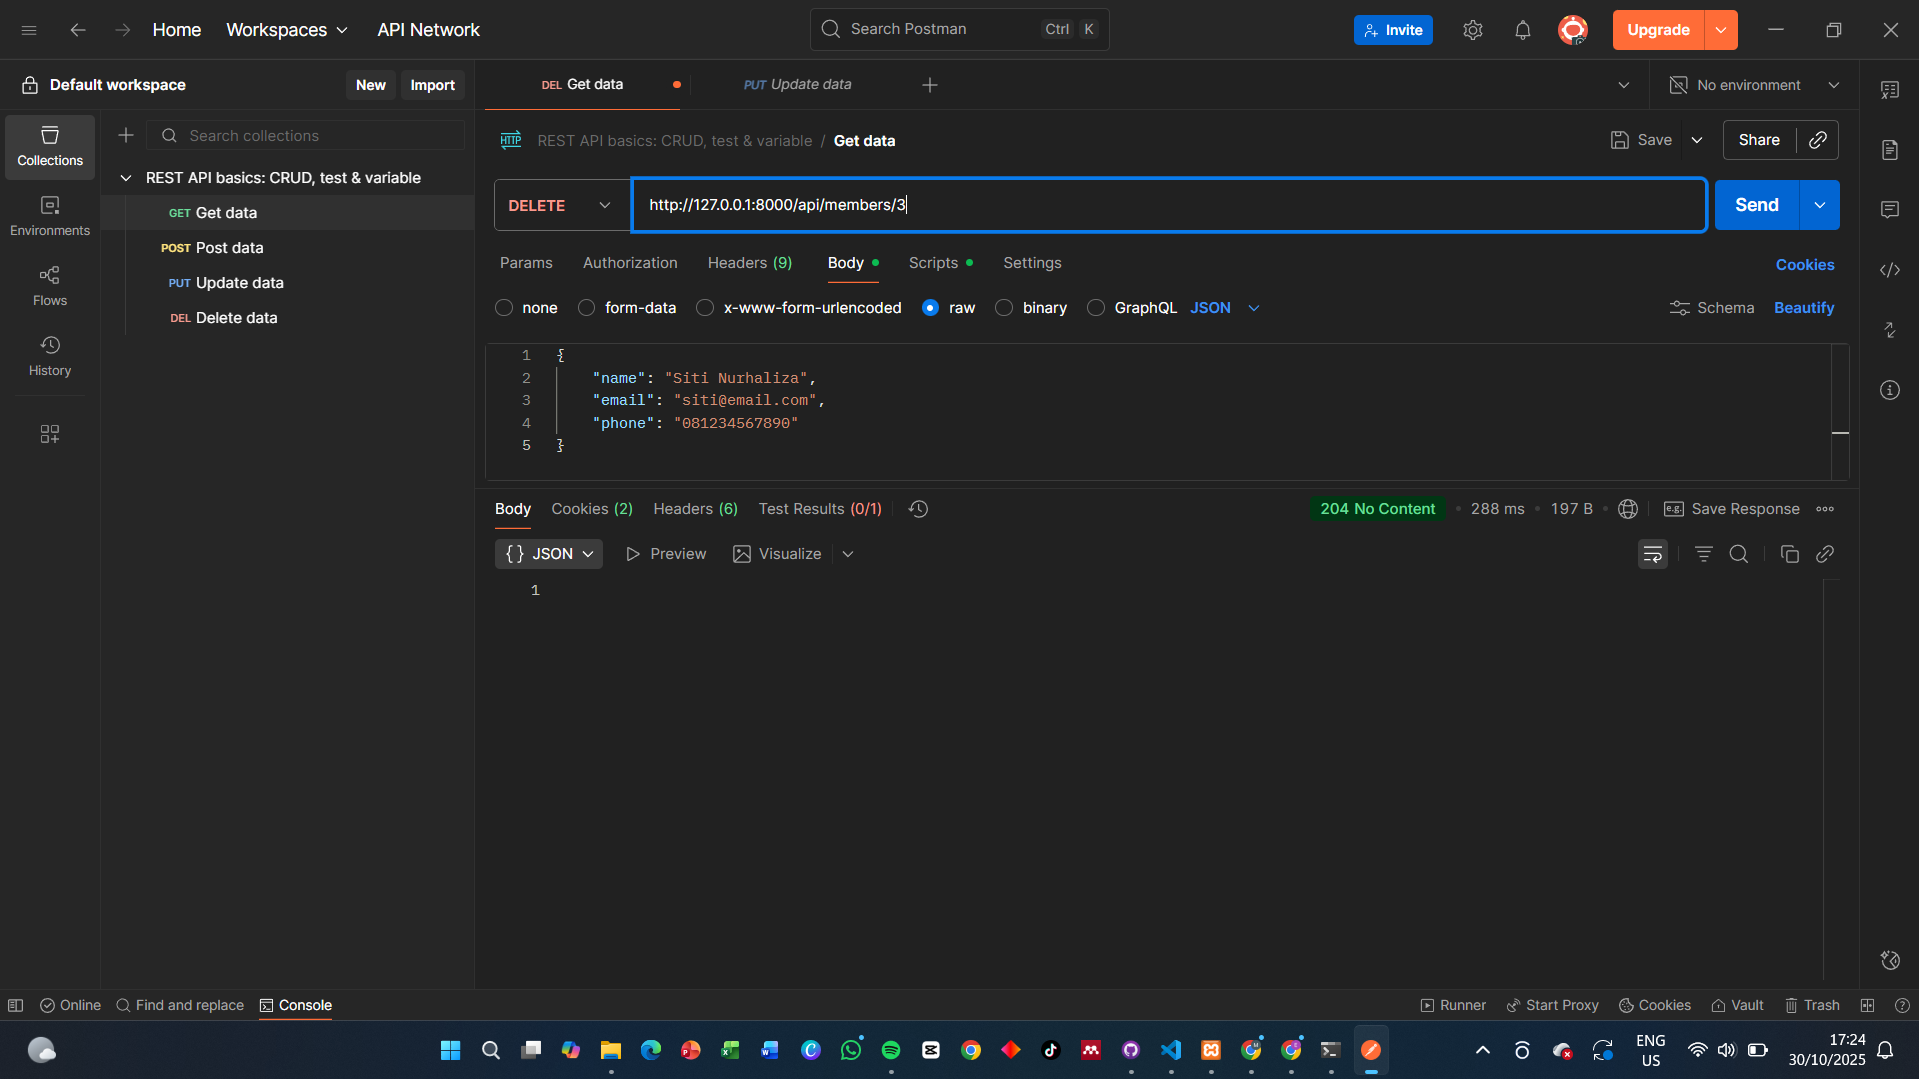 Home
Workspaces
API Network
Search Postman
Ctrl K
Invite
Upgrade
Default workspace
New
Import
DEL Get data
PUT Update data
No environment
Collections
Environments
Flows
History
Search collections
REST API basics: CRUD, test & variable
GET Get data
POST Post data
PUT Update data
DEL Delete data
HTTP
REST API basics: CRUD, test & variable / Get data
Save
Share
DELETE
http://127.0.0.1:8000/api/members/3
Send
Params
Authorization
Headers (9)
Body
Scripts
Settings
Cookies
none
form-data
x-www-form-urlencoded
raw
binary
GraphQL
JSON
Schema
Beautify
1 {
2 "name": "Siti Nurhaliza",
3 "email": "siti@email.com",
4 "phone": "081234567890"
5 }
Body
Cookies (2)
Headers (6)
Test Results (0/1)
204 No Content
288 ms
197 B
e.g.
Save Response
{} JSON
Preview
Visualize
1
Online
Find and replace
Console
Runner
Start Proxy
Cookies
Vault
Trash
ENG
US
17:24
30/10/2025